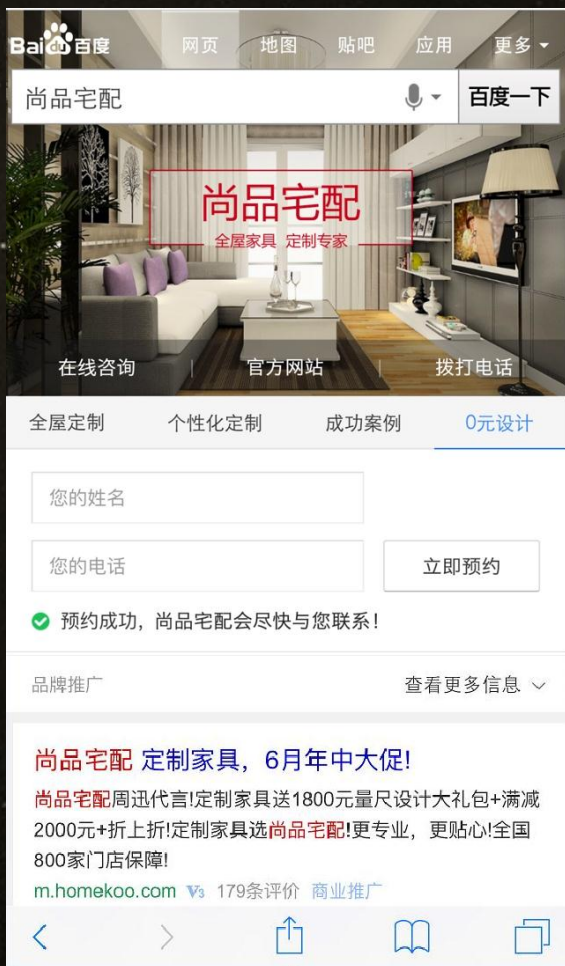 Bai du 百度
网页 地图 贴吧 应用 更多
尚品宅配 百度一下
尚品宅配
全屋家具 定制专家
在线咨询 | 官方网站 | 拨打电话
全屋定制 个性化定制 成功案例 0元设计
您的姓名
您的电话 立即预约
预约成功，尚品宅配会尽快与您联系！
品牌推广 查看更多信息
尚品宅配 定制家具，6月年中大促!
尚品宅配周迅代言!定制家具送1800元量尺设计大礼包+满减
2000元+折上折!定制家具选尚品宅配!更专业，更贴心!全国
800家门店保障!
m.homekoo.com V3 179条评价 商业推广